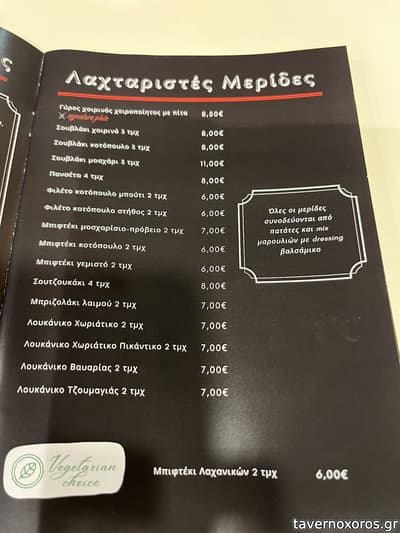 Λαχταριστές Μερίδες
Γύρος χοιρινός χειροποίητος με πίτα 8,50€
signature plate
Σουβλάκι χοιρινό 3 τμχ 8,00€
Σουβλάκι κοτόπουλο 3 τμχ 8,00€
Σουβλάκι μοσχάρι 3 τμχ 11,00€
Πανσέτα 4 τμχ 8,00€
Φιλέτο κοτόπουλο μπούτι 2 τμχ 6,00€
Φιλέτο κοτόπουλο στήθος 2 τμχ 6,00€
Μπιφτέκι μοσχαρίσιο-πρόβειο 2 τμχ 7,00€
Μπιφτέκι κοτόπουλο 2 τμχ 6,00€
Μπιφτέκι γεμιστό 2 τμχ 6,00€
Σουτζουκάκι 4 τμχ 8,00€
Μπριζολάκι λαιμού 2 τμχ 7,00€
Λουκάνικο Χωριάτικο 2 τμχ 7,00€
Λουκάνικο Χωριάτικο Πικάντικο 2 τμχ 7,00€
Λουκάνικο Βαυαρίας 2 τμχ 7,00€
Λουκάνικο Τζουμαγιάς 2 τμχ 7,00€
Όλες οι μερίδες
συνοδεύονται από
πατάτες και mix
μαρουλιών με dressing
βαλσάμικο
Vegetarian
choice
Μπιφτέκι Λαχανικών 2 τμχ 6,00€
tavernoxoros.gr